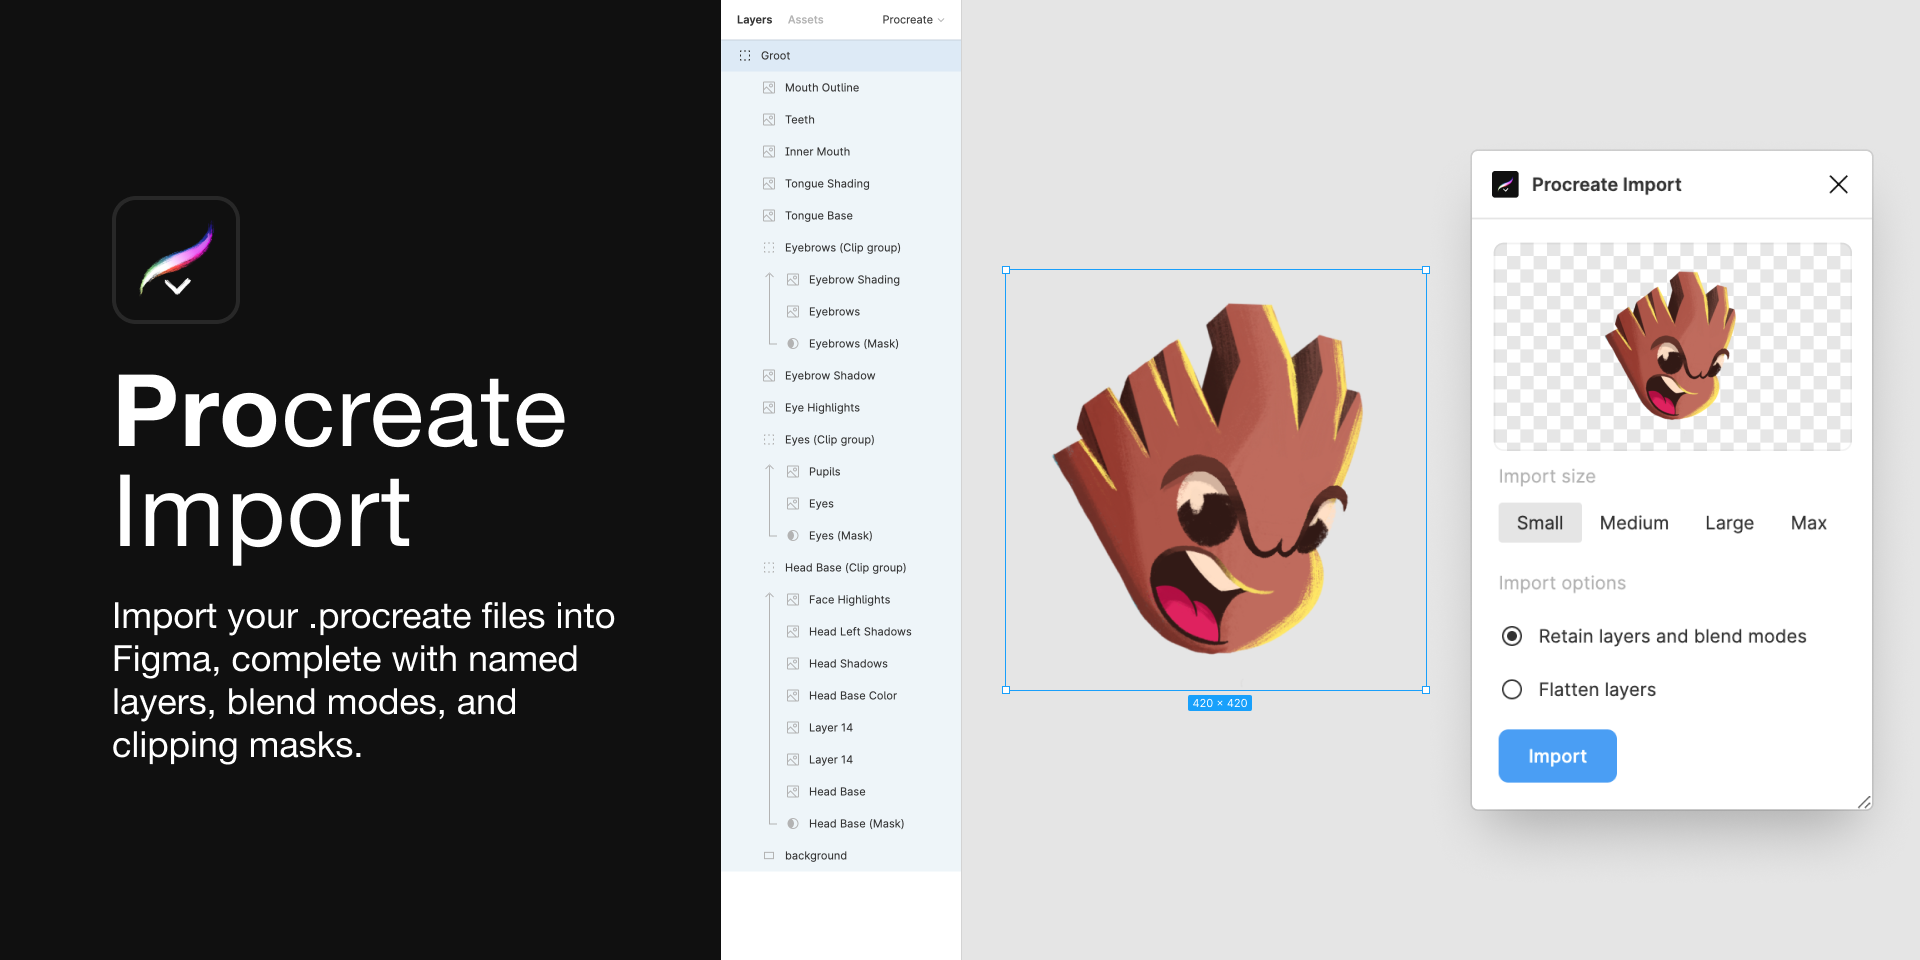 Procreate
Import
Import your .procreate files into
Figma, complete with named
layers, blend modes, and
clipping masks.
Layers Assets Procreate
Groot
Mouth Outline
Teeth
Inner Mouth
Tongue Shading
Tongue Base
Eyebrows (Clip group)
Eyebrow Shading
Eyebrows
Eyebrows (Mask)
Eyebrow Shadow
Eye Highlights
Eyes (Clip group)
Pupils
Eyes
Eyes (Mask)
Head Base (Clip group)
Face Highlights
Head Left Shadows
Head Shadows
Head Base Color
Layer 14
Layer 14
Head Base
Head Base (Mask)
background
420 × 420
Procreate Import
Import size
Small Medium Large Max
Import options
Retain layers and blend modes
Flatten layers
Import